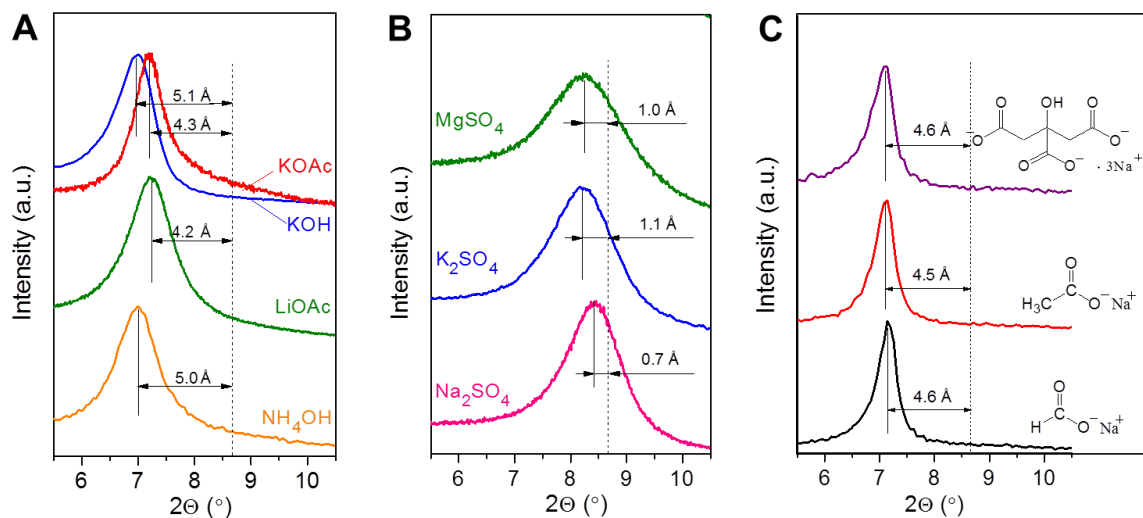 A
5.1 Å
4.3 Å
KOAc
KOH
4.2 Å
LiOAc
5.0 Å
NH₄OH
Intensity (a.u.)
6 7 8 9 10
2Θ (°)
B
MgSO₄
1.0 Å
K₂SO₄
1.1 Å
Na₂SO₄
0.7 Å
Intensity (a.u.)
6 7 8 9 10
2Θ (°)
C
4.6 Å
O OH O
⁻O O⁻
O O⁻ · 3Na⁺
4.5 Å
O
H₃C O⁻Na⁺
4.6 Å
O
H O⁻Na⁺
Intensity (a.u.)
6 7 8 9 10
2Θ (°)